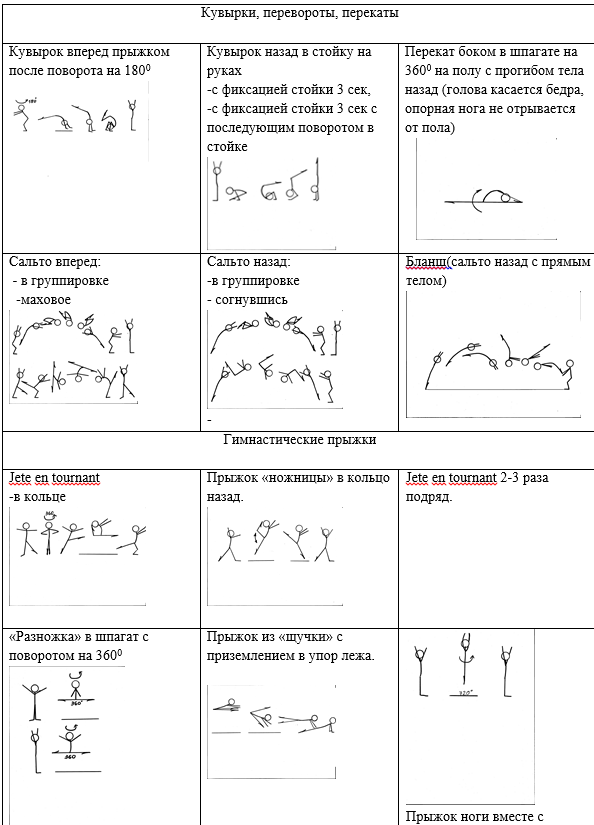 Кувырки, перевороты, перекаты
Кувырок вперед прыжком
после поворота на 180⁰
180⁰
Кувырок назад в стойку на
руках
-с фиксацией стойки 3 сек,
-с фиксацией стойки 3 сек с
последующим поворотом в
стойке
Перекат боком в шпагате на
360⁰ на полу с прогибом тела
назад (голова касается бедра,
опорная нога не отрывается
от пола)
Сальто вперед:
- в группировке
-маховое
Сальто назад:
-в группировке
- согнувшись
-
Бланш(сальто назад с прямым
телом)
Гимнастические прыжки
Jete en tournant
-в кольце
360
Прыжок «ножницы» в кольцо
назад.
Jete en tournant 2-3 раза
подряд.
«Разножка» в шпагат с
поворотом на 360⁰
360°
360
Прыжок из «щучки» с
приземлением в упор лежа.
Прыжок ноги вместе с